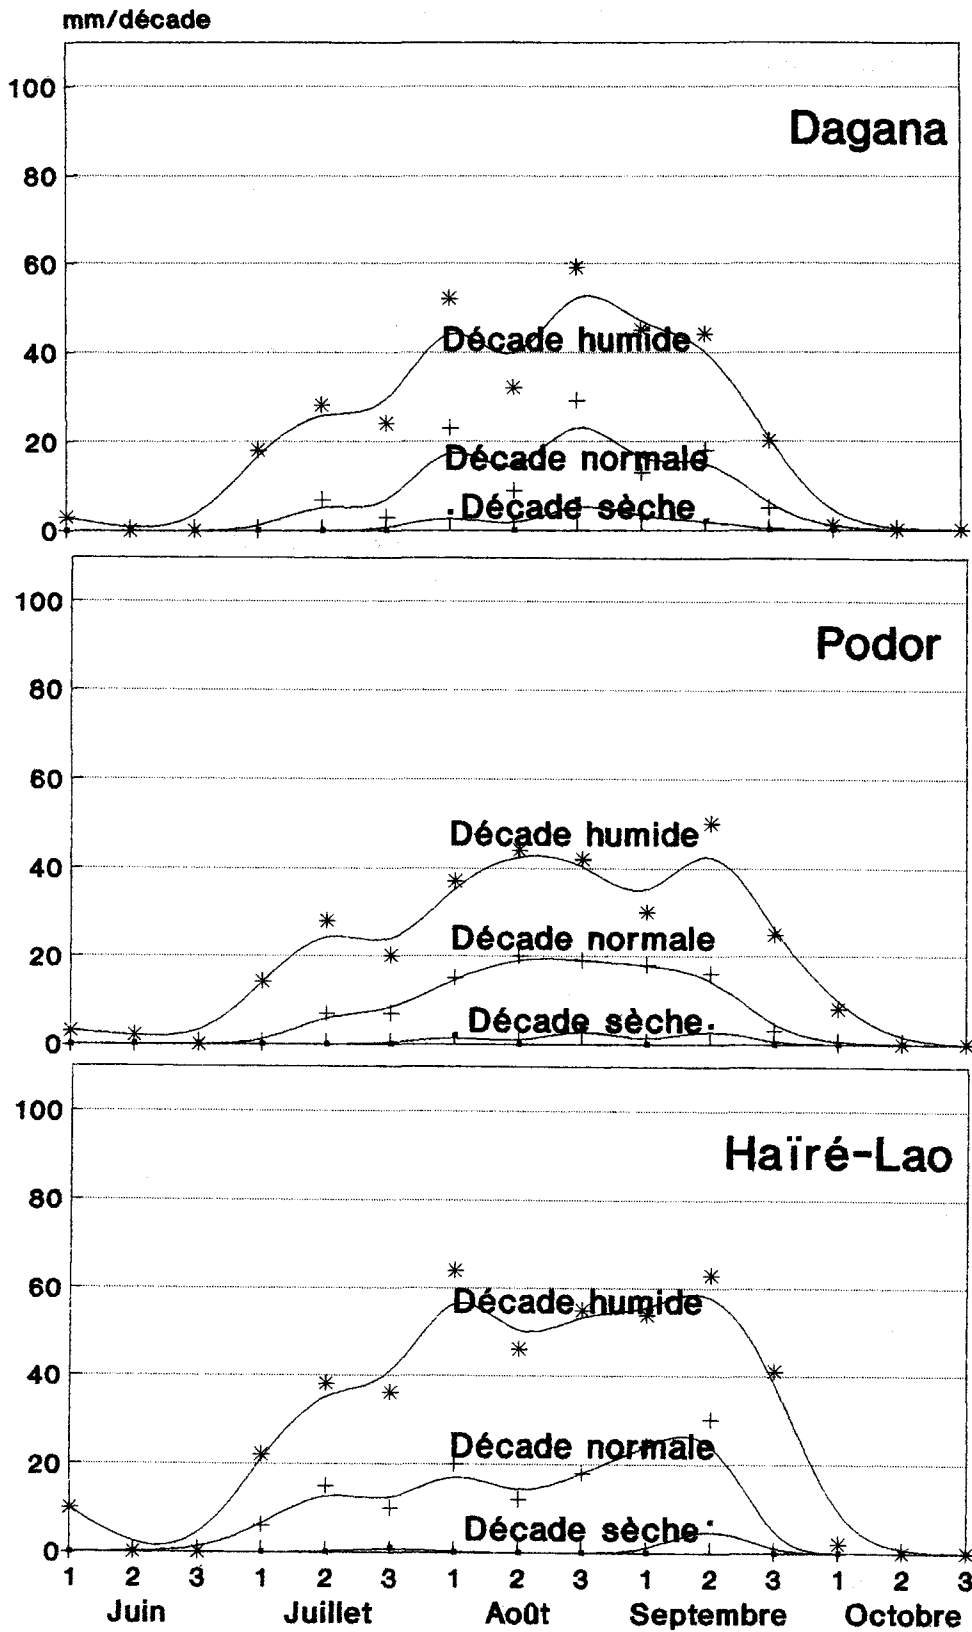 mm/décade
100
Dagana
80
60
Décade humide
40
20
Décade normale
Décade sèche
0
100
Podor
80
60
Décade humide
40
Décade normale
20
Décade sèche
0
100
Haïré-Lao
80
60
Décade humide
40
Décade normale
20
Décade sèche
0
1 2 3 1 2 3 1 2 3 1 2 3 1 2 3
Juin Juillet Août Septembre Octobre